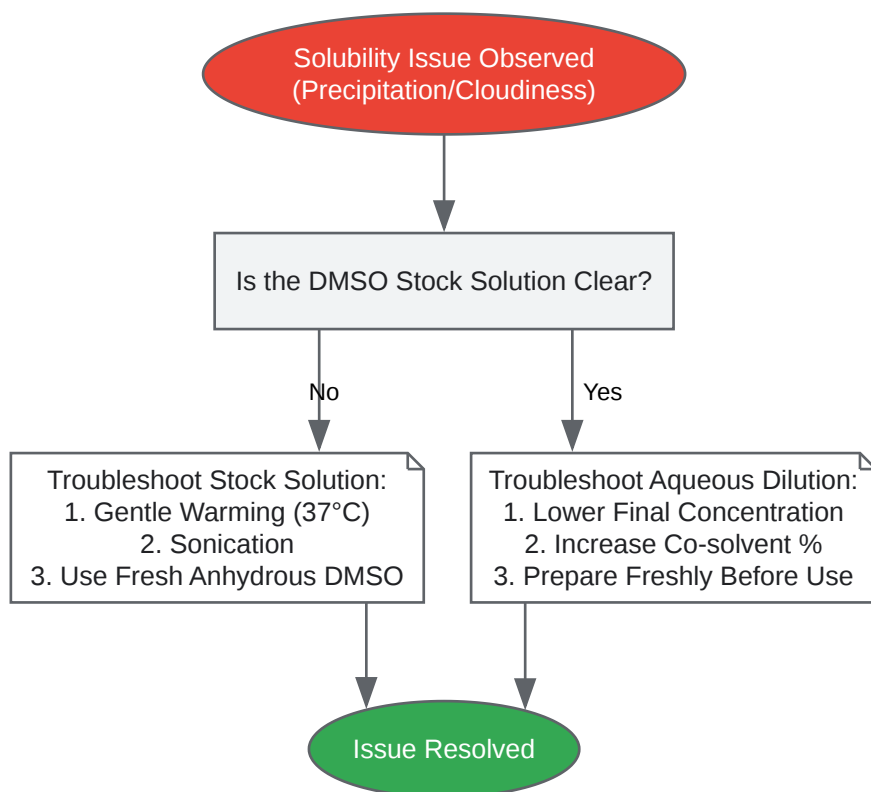 Solubility Issue Observed
(Precipitation/Cloudiness)
Is the DMSO Stock Solution Clear?
No
Yes
Troubleshoot Stock Solution:
1. Gentle Warming (37°C)
2. Sonication
3. Use Fresh Anhydrous DMSO
Troubleshoot Aqueous Dilution:
1. Lower Final Concentration
2. Increase Co-solvent %
3. Prepare Freshly Before Use
Issue Resolved